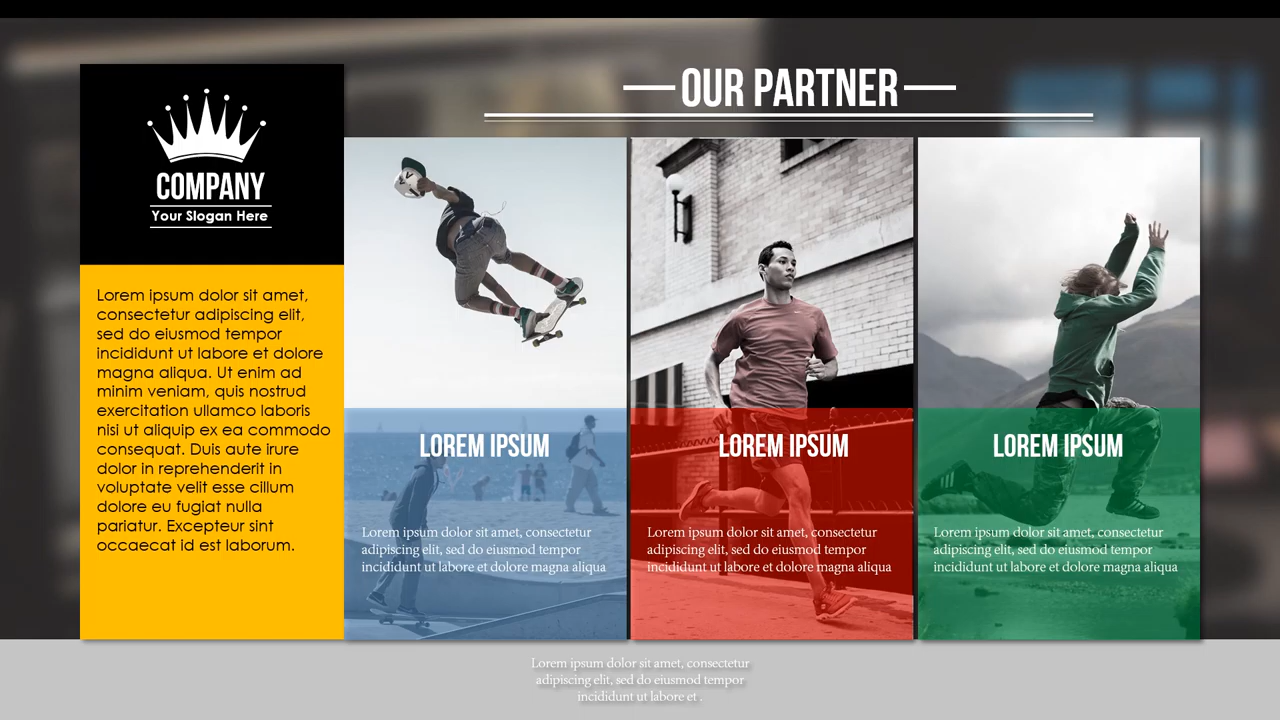 OUR PARTNER
COMPANY
Your Slogan Here
Lorem ipsum dolor sit amet,
consectetur adipiscing elit,
sed do eiusmod tempor
incididunt ut labore et dolore
magna aliqua. Ut enim ad
minim veniam, quis nostrud
exercitation ullamco laboris
nisi ut aliquip ex ea commodo
consequat. Duis aute irure
dolor in reprehenderit in
voluptate velit esse cillum
dolore eu fugiat nulla
pariatur. Excepteur sint
occaecat id est laborum.
LOREM IPSUM
Lorem ipsum dolor sit amet, consectetur
adipiscing elit, sed do eiusmod tempor
incididunt ut labore et dolore magna aliqua
LOREM IPSUM
Lorem ipsum dolor sit amet, consectetur
adipiscing elit, sed do eiusmod tempor
incididunt ut labore et dolore magna aliqua
LOREM IPSUM
Lorem ipsum dolor sit amet, consectetur
adipiscing elit, sed do eiusmod tempor
incididunt ut labore et dolore magna aliqua
Lorem ipsum dolor sit amet, consectetur
adipiscing elit, sed do eiusmod tempor
incididunt ut labore et .